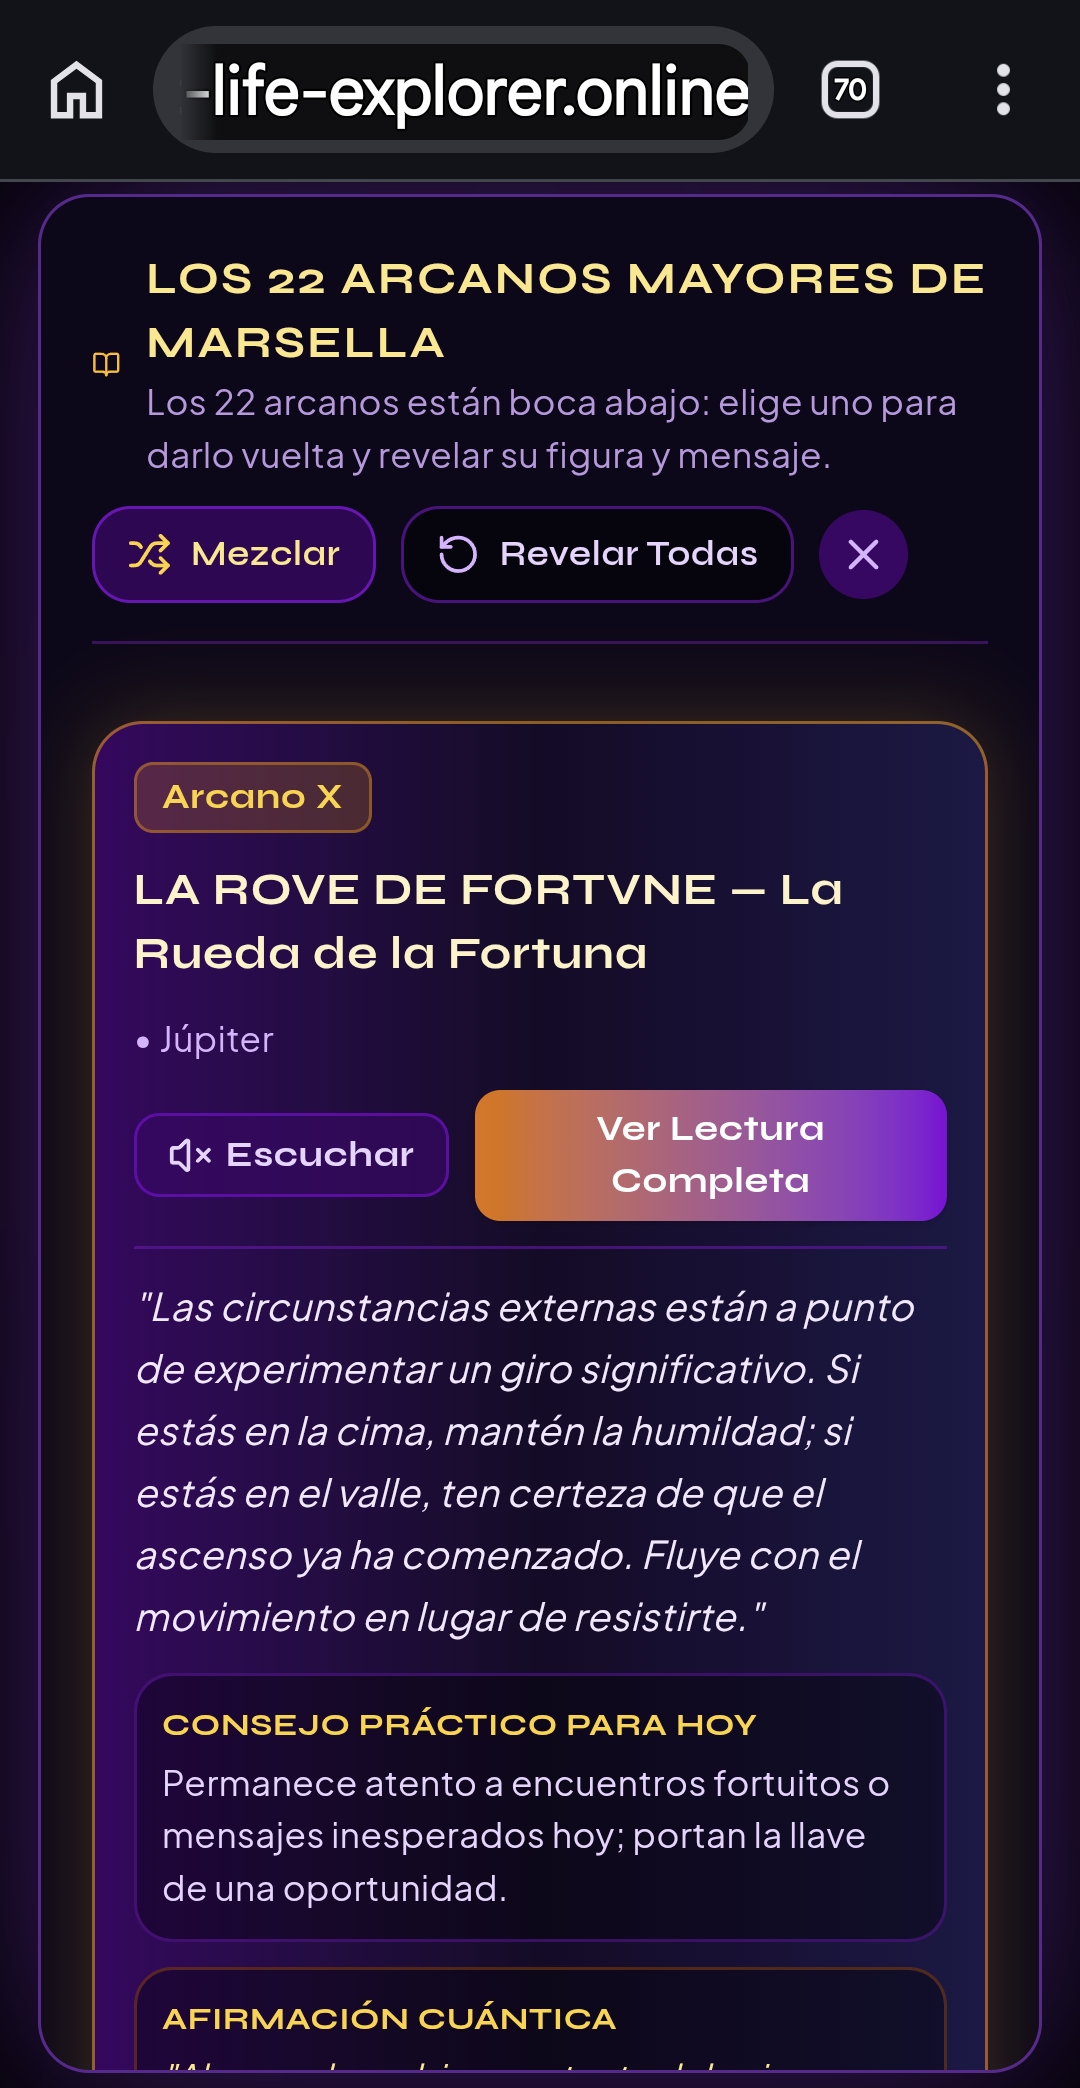 -life-explorer.online
70
LOS 22 ARCANOS MAYORES DE
MARSELLA
Los 22 arcanos están boca abajo: elige uno para
darlo vuelta y revelar su figura y mensaje.
Mezclar
Revelar Todas
Arcano X
LA ROVE DE FORTVNE — La
Rueda de la Fortuna
• Júpiter
Escuchar
Ver Lectura
Completa
"Las circunstancias externas están a punto
de experimentar un giro significativo. Si
estás en la cima, mantén la humildad; si
estás en el valle, ten certeza de que el
ascenso ya ha comenzado. Fluye con el
movimiento en lugar de resistirte."
CONSEJO PRÁCTICO PARA HOY
Permanece atento a encuentros fortuitos o
mensajes inesperados hoy; portan la llave
de una oportunidad.
AFIRMACIÓN CUÁNTICA